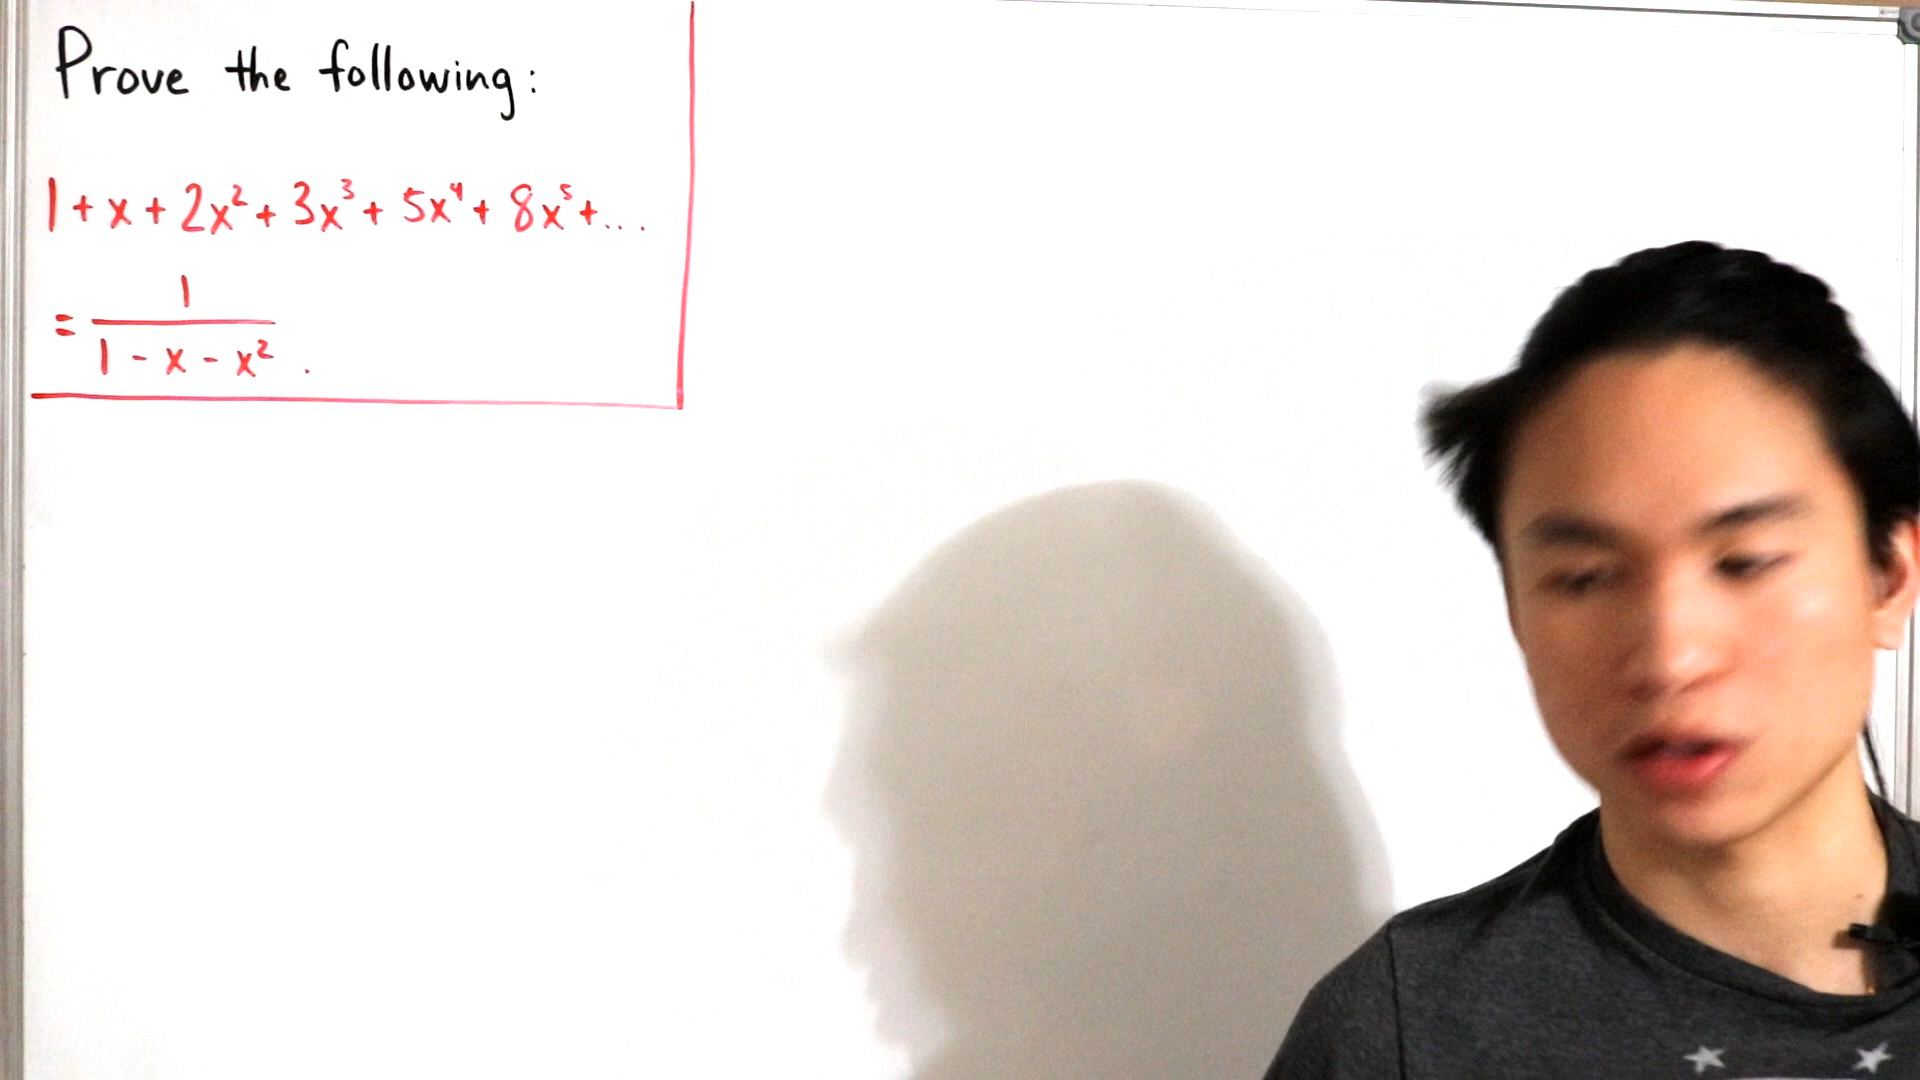 Prove the following:
1 + x + 2x² + 3x³ + 5x⁴ + 8x⁵ + ...
= 1
1 - x - x² .